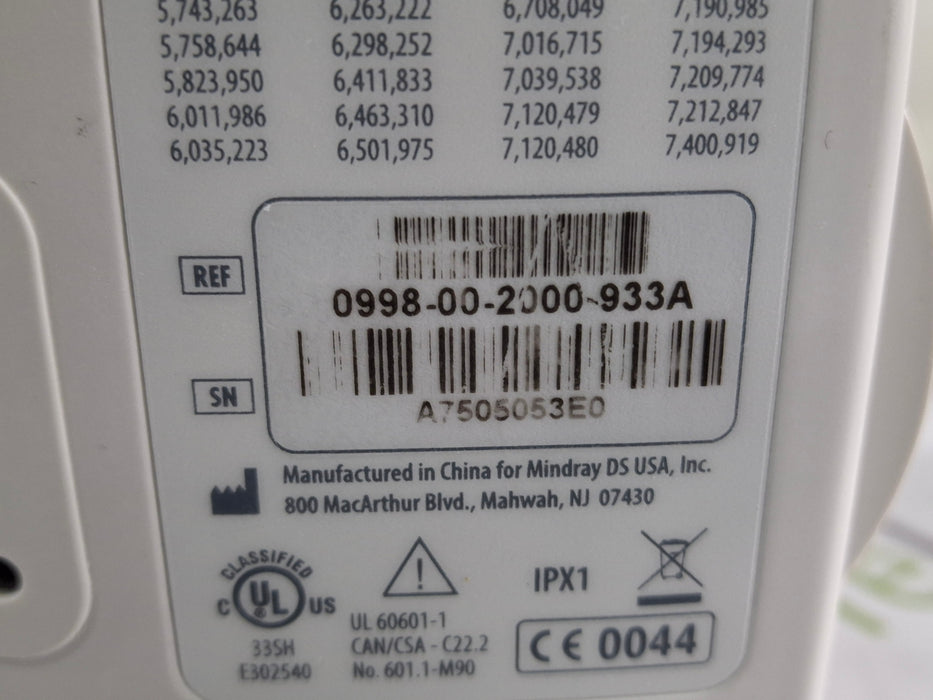 5,743,263 6,263,222 6,708,049 7,190,985
5,758,644 6,298,252 7,016,715 7,194,293
5,823,950 6,411,833 7,039,538 7,209,774
6,011,986 6,463,310 7,120,479 7,212,847
6,035,223 6,501,975 7,120,480 7,400,919
REF
0998-00-2000-933A
SN
A7505053E0
Manufactured in China for Mindray DS USA, Inc.
800 MacArthur Blvd., Mahwah, NJ 07430
CLASSIFIED
C UL US
®
33SH
E302540
!
UL 60601-1
CAN/CSA - C22.2
No. 601.1-M90
IPX1
CE 0044